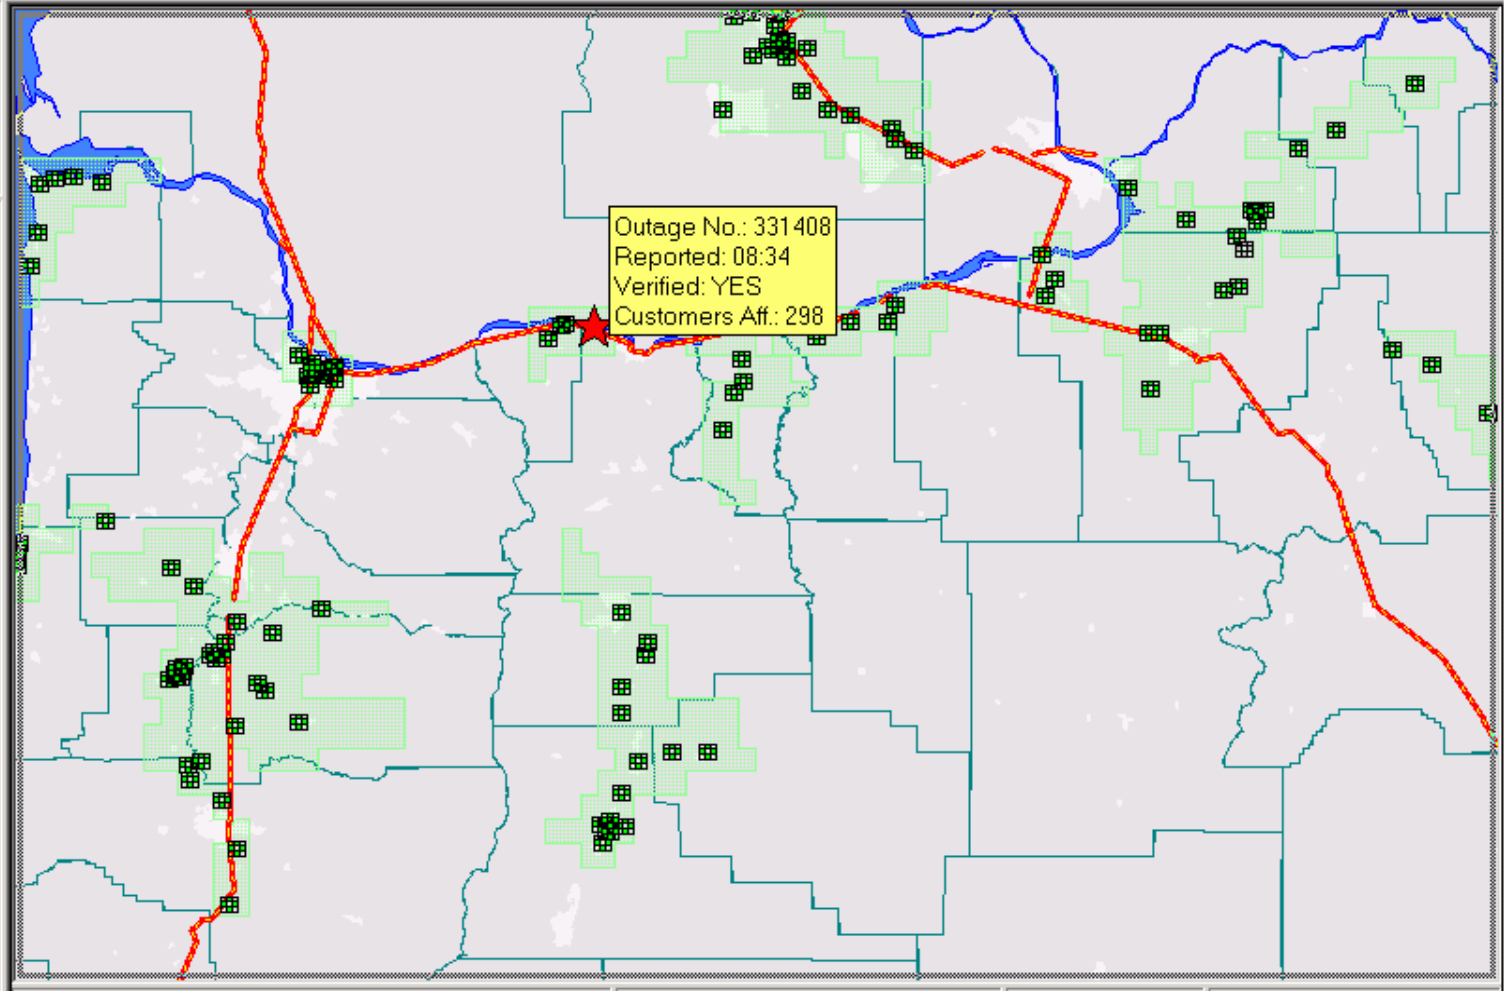 Outage No.: 331408
Reported: 08:34
Verified: YES
Customers Aff.: 298